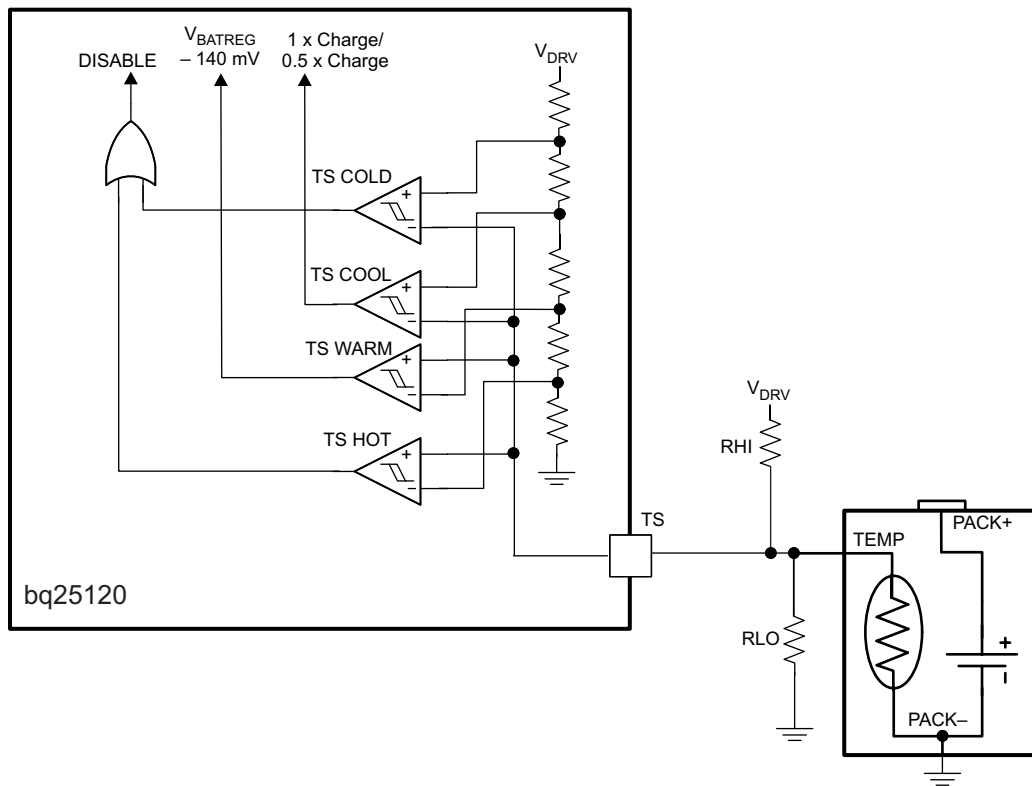 DISABLE
VBATREG
– 140 mV
1 x Charge/
0.5 x Charge
VDRV
TS COLD
+
–
TS COOL
+
–
TS WARM
+
–
TS HOT
+
–
TS
bq25120
VDRV
RHI
RLO
TEMP
PACK+
+
–
PACK–